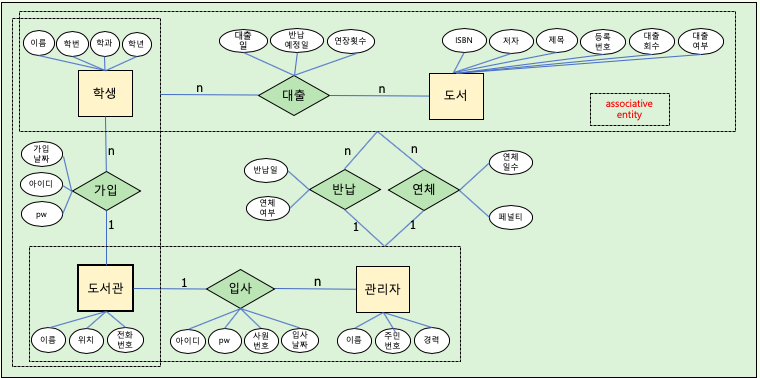 이름
학번
학과
학년
대출
일
반납
예정일
연장횟수
ISBN
저자
제목
등록
번호
대출
회수
대출
여부
학생
n
대출
n
도서
associative
entity
가입
날짜
아이디
pw
n
가입
1
반납일
연체
여부
n
반납
1
n
연체
1
연체
일수
페널티
도서관
1
입사
n
관리자
이름
위치
전화
번호
아이디
pw
사원
번호
입사
날짜
이름
주민
번호
경력